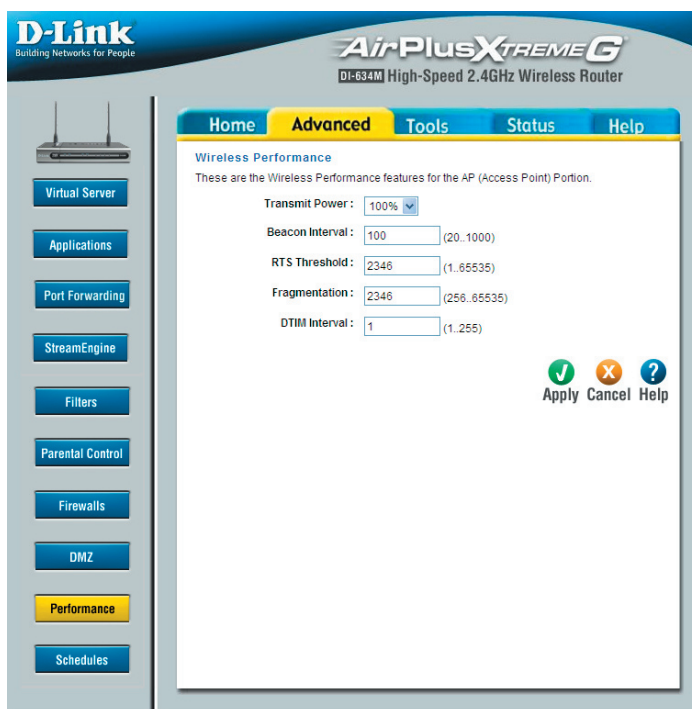 D-Link
Building Networks for People
AirPlus XTREME G
DI-634M High-Speed 2.4GHz Wireless Router
Home Advanced Tools Status Help
Virtual Server
Applications
Port Forwarding
StreamEngine
Filters
Parental Control
Firewalls
DMZ
Performance
Schedules
Wireless Performance
These are the Wireless Performance features for the AP (Access Point) Portion.
Transmit Power : 100%
Beacon Interval : 100 (20..1000)
RTS Threshold : 2346 (1..65535)
Fragmentation : 2346 (256..65535)
DTIM Interval : 1 (1..255)
Apply Cancel Help